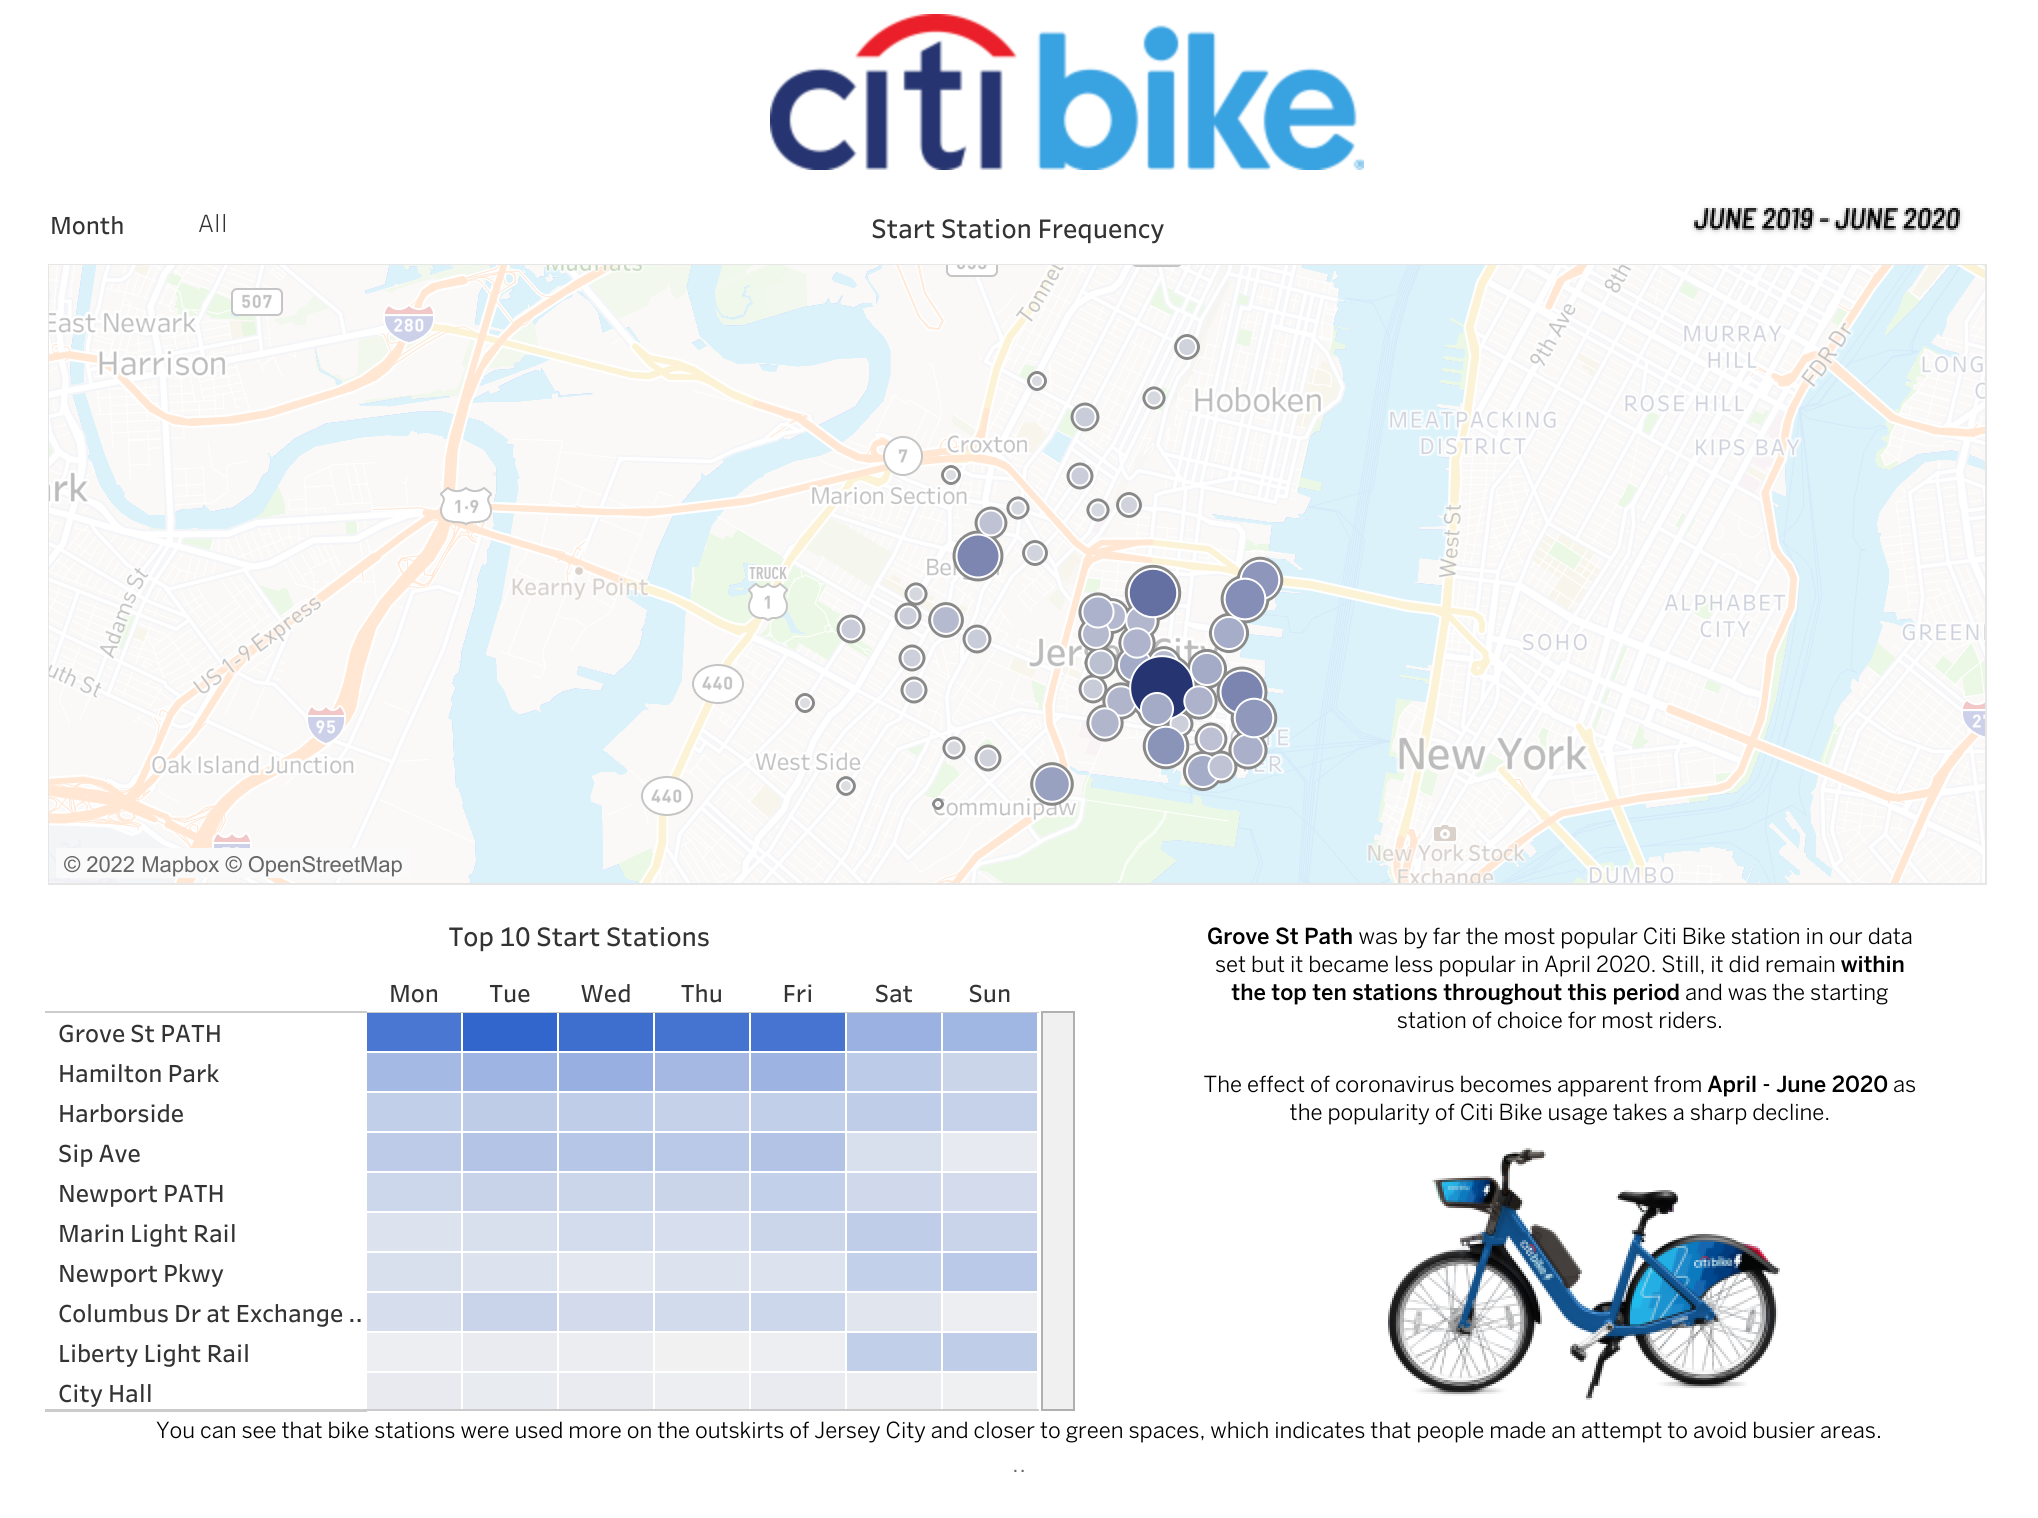 citi bike
Month All
Start Station Frequency
JUNE 2019 - JUNE 2020
507
East Newark
280
Harrison
Tonnel
8th
9th Ave
MURRAY
HILL
FDR Dr
LONG
Hoboken
ROSE HILL
MEATPACKING
DISTRICT
KIPS BAY
Croxton
7
Marion Section
1-9
West St
Kearny Point
TRUCK
1
Adams St
US 1-9 Express
ALPHABET
CITY
SOHO
440
95
Oak Island Junction
West Side
440
New York
Communipaw
New York Stock
Exchange
DUMBO
© 2022 Mapbox © OpenStreetMap
Top 10 Start Stations
Mon Tue Wed Thu Fri Sat Sun
Grove St PATH
Hamilton Park
Harborside
Sip Ave
Newport PATH
Marin Light Rail
Newport Pkwy
Columbus Dr at Exchange ..
Liberty Light Rail
City Hall
Grove St Path was by far the most popular Citi Bike station in our data
set but it became less popular in April 2020. Still, it did remain within
the top ten stations throughout this period and was the starting
station of choice for most riders.
The effect of coronavirus becomes apparent from April - June 2020 as
the popularity of Citi Bike usage takes a sharp decline.
citi bike
citi bike
You can see that bike stations were used more on the outskirts of Jersey City and closer to green spaces, which indicates that people made an attempt to avoid busier areas.
..